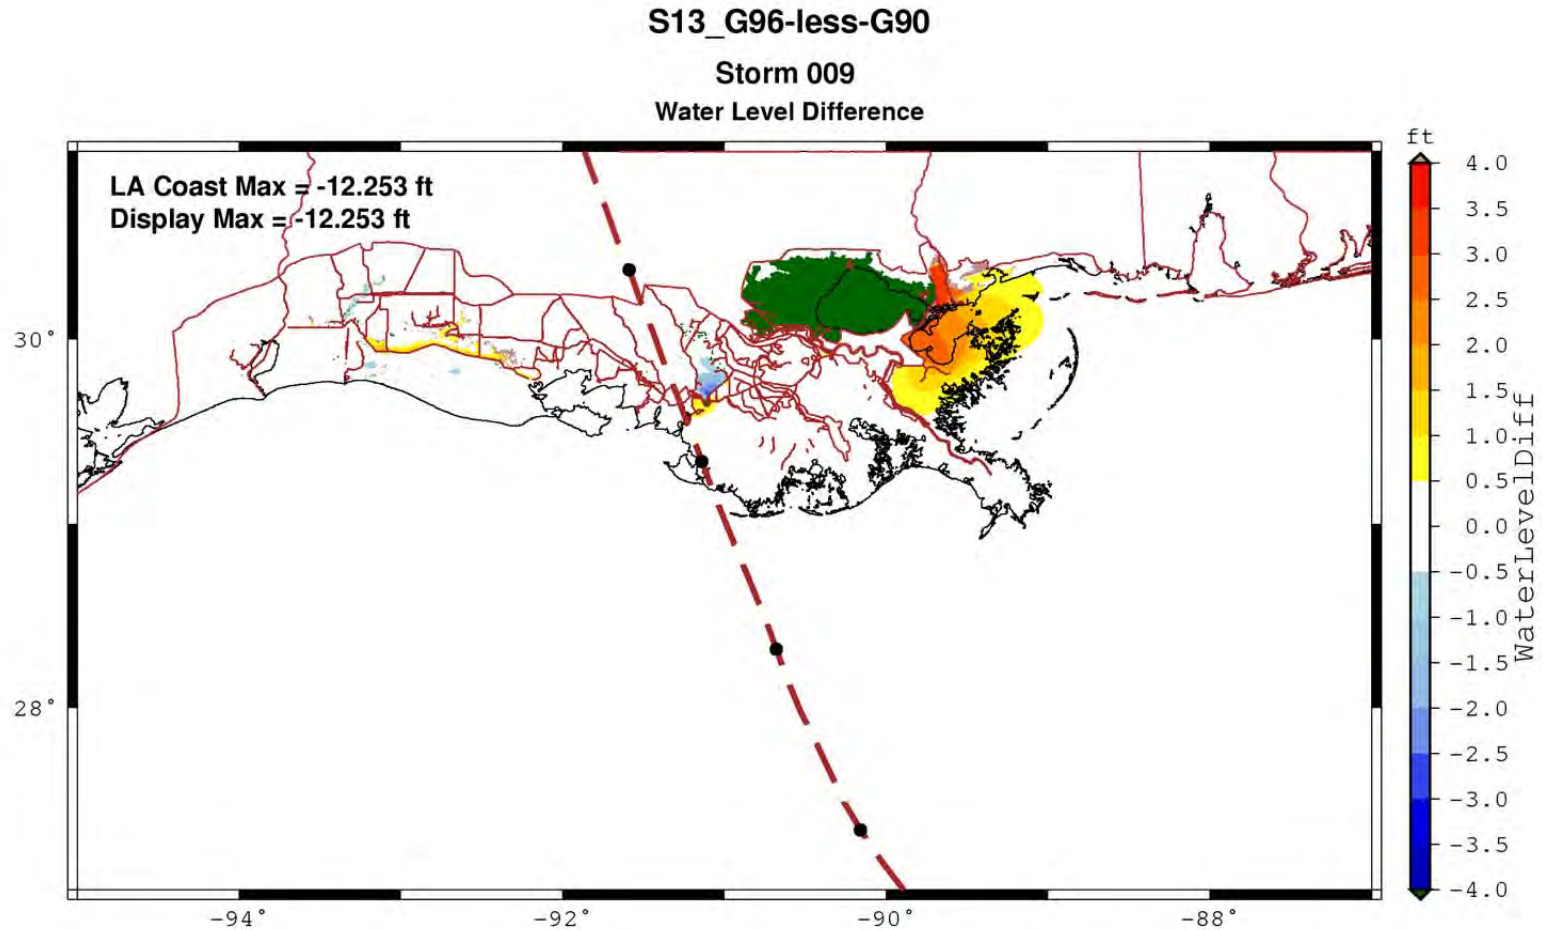 S13_G96-less-G90
Storm 009
Water Level Difference
LA Coast Max = -12.253 ft
Display Max = -12.253 ft
ft
4.0
3.5
3.0
2.5
2.0
1.5
1.0
0.5
0.0
-0.5
-1.0
-1.5
-2.0
-2.5
-3.0
-3.5
-4.0
WaterLevelDiff
30°
28°
-94° -92° -90° -88°